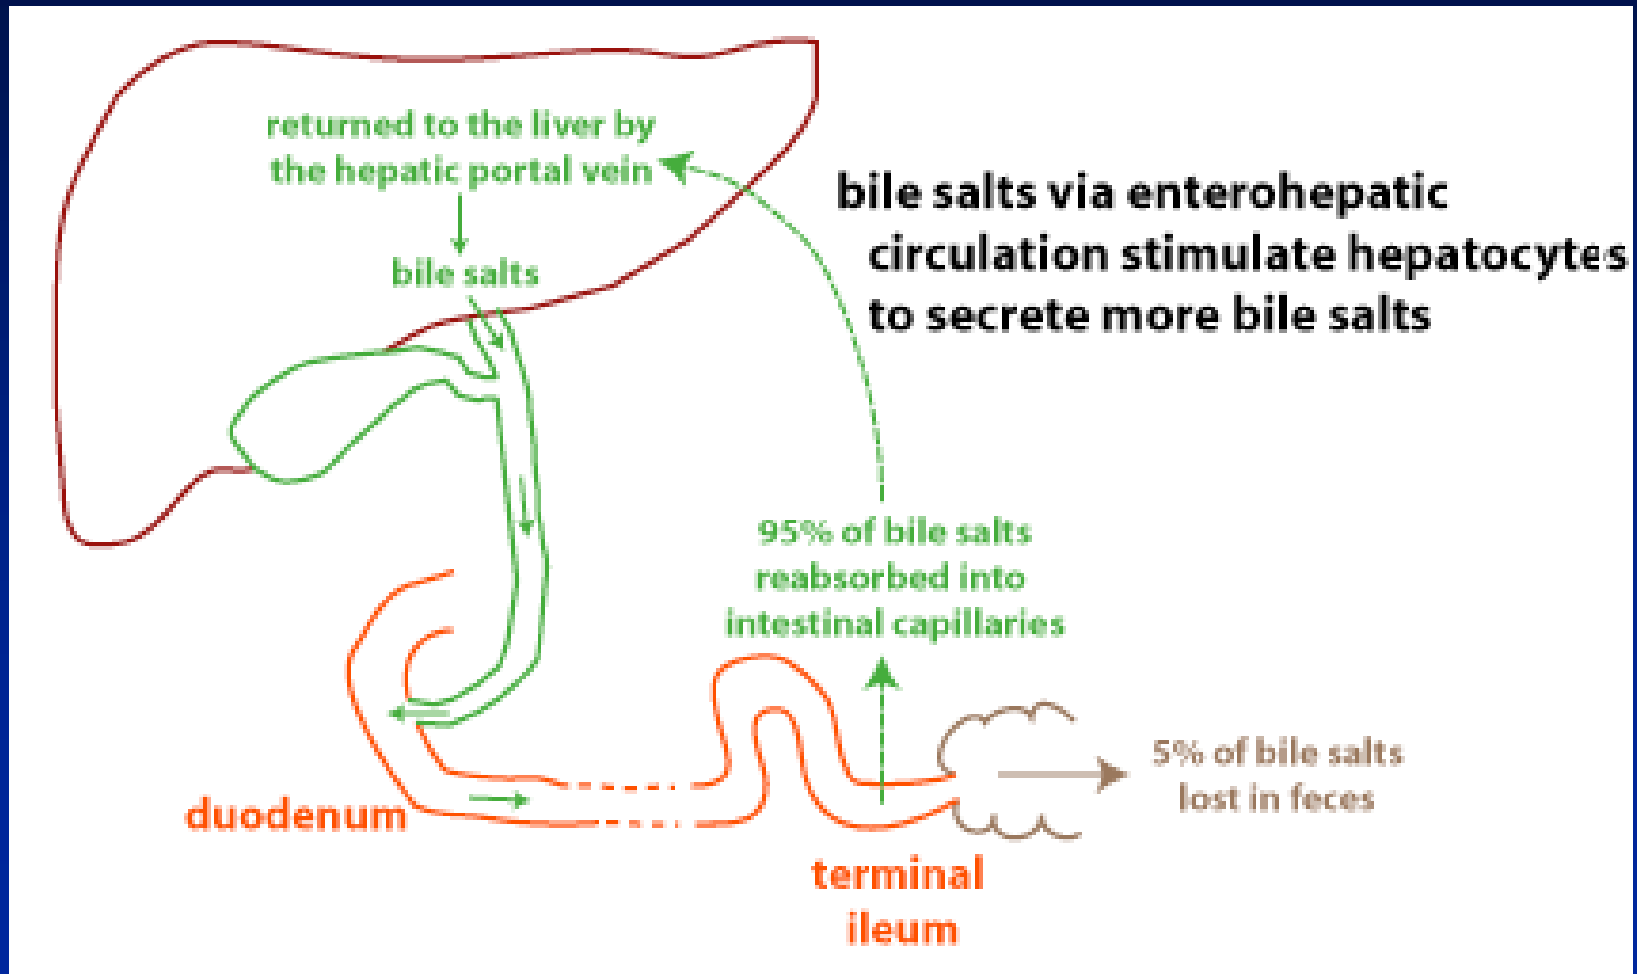 returned to the liver by
the hepatic portal vein
bile salts
bile salts via enterohepatic
circulation stimulate hepatocytes
to secrete more bile salts
95% of bile salts
reabsorbed into
intestinal capillaries
5% of bile salts
lost in feces
duodenum
terminal
ileum